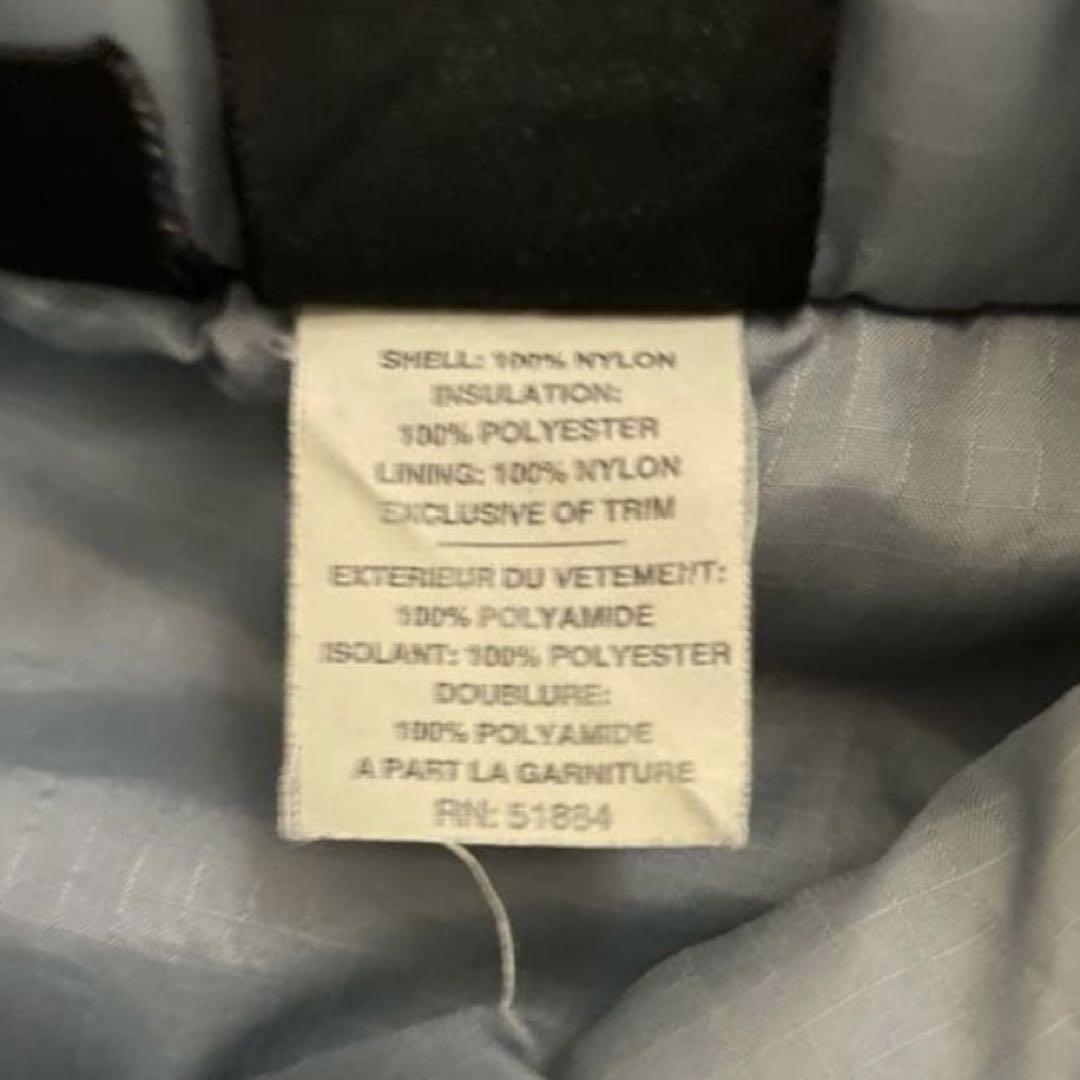 SHELL: 100% NYLON
INSULATION:
100% POLYESTER
LINING: 100% NYLON
EXCLUSIVE OF TRIM
EXTERIEUR DU VETEMENT:
100% POLYAMIDE
ISOLANT: 100% POLYESTER
DOUBLURE:
100% POLYAMIDE
A PART LA GARNITURE
RN: 51884